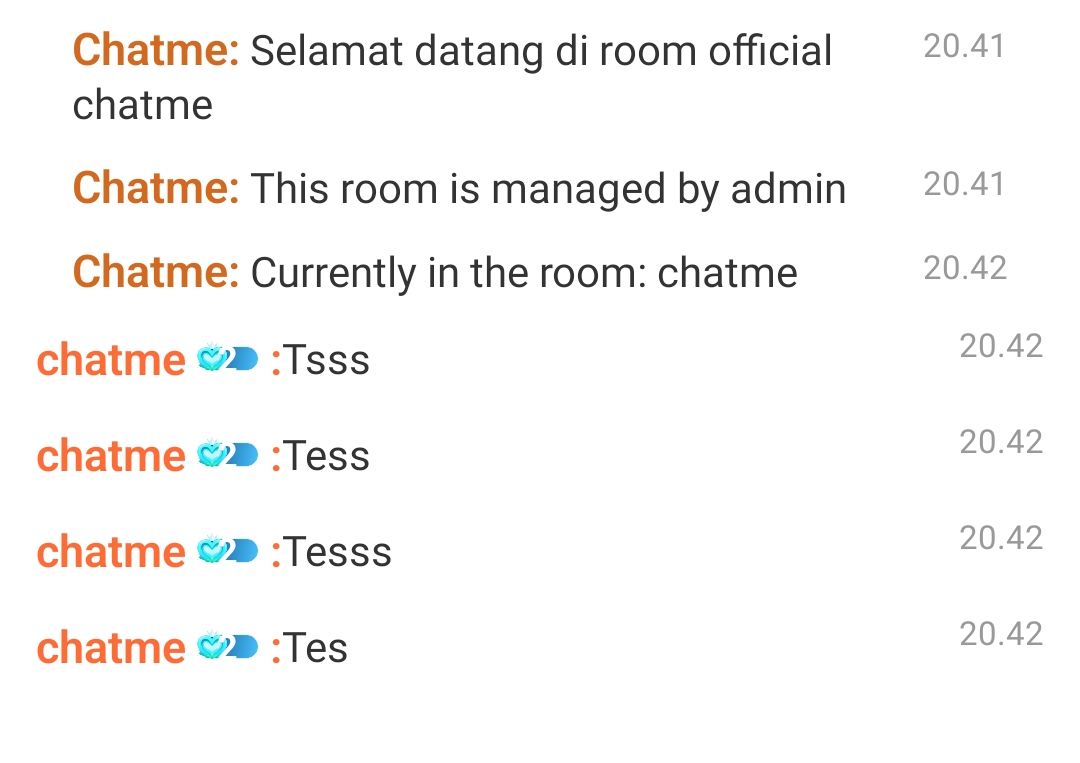 Chatme: Selamat datang di room official 20.41
chatme
Chatme: This room is managed by admin 20.41
Chatme: Currently in the room: chatme 20.42
chatme 2 :Tsss 20.42
chatme 2 :Tess 20.42
chatme 2 :Tesss 20.42
chatme 2 :Tes 20.42